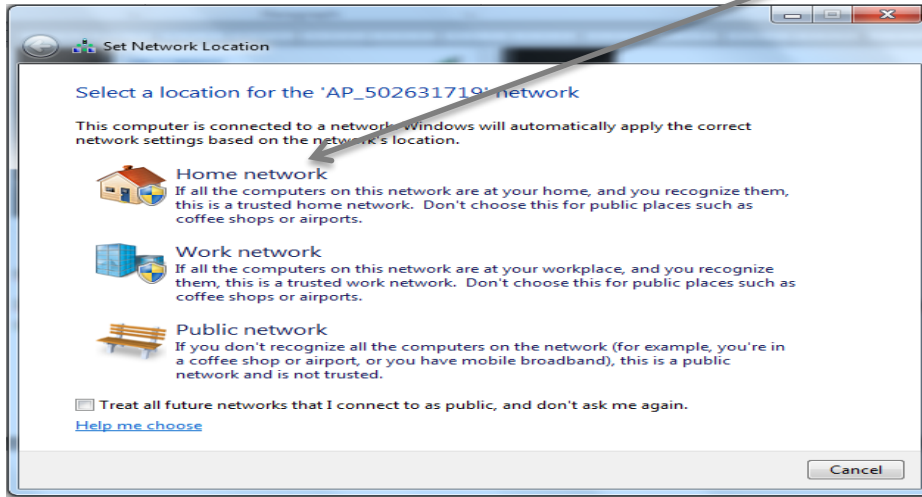 Set Network Location
Select a location for the 'AP_502631719' network
This computer is connected to a network. Windows will automatically apply the correct
network settings based on the network's location.
Home network
If all the computers on this network are at your home, and you recognize them,
this is a trusted home network. Don't choose this for public places such as
coffee shops or airports.
Work network
If all the computers on this network are at your workplace, and you recognize
them, this is a trusted work network. Don't choose this for public places such as
coffee shops or airports.
Public network
If you don't recognize all the computers on the network (for example, you're in
a coffee shop or airport, or you have mobile broadband), this is a public
network and is not trusted.
Treat all future networks that I connect to as public, and don't ask me again.
Help me choose
Cancel